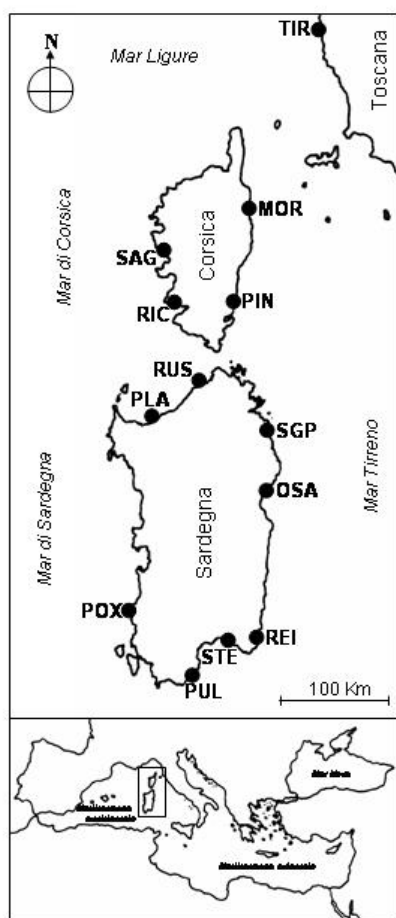 TIR
N
Mar Ligure
Toscana
MOR
Corsica
SAG
Mar di Corsica
RIC
PIN
RUS
PLA
SGP
OSA
Mar Tirreno
Mar di Sardegna
Sardegna
POX
STE
REI
PUL
100 Km